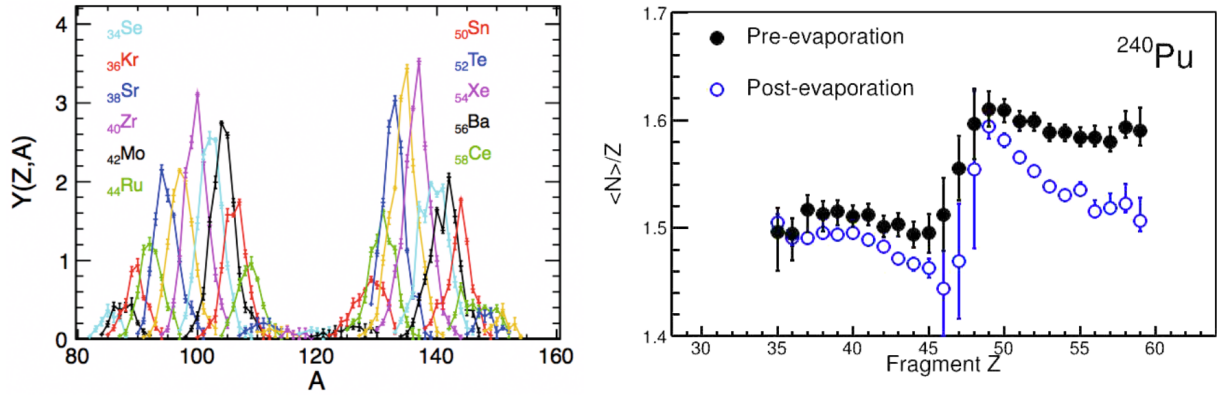 4
3
2
1
0
80
100
120
140
160
Y(Z,A)
A
34Se
36Kr
38Sr
40Zr
42Mo
44Ru
50Sn
52Te
54Xe
56Ba
58Ce
1.7
1.6
1.5
1.4
<N>/Z
Pre-evaporation
Post-evaporation
240Pu
30
35
40
45
50
55
60
Fragment Z